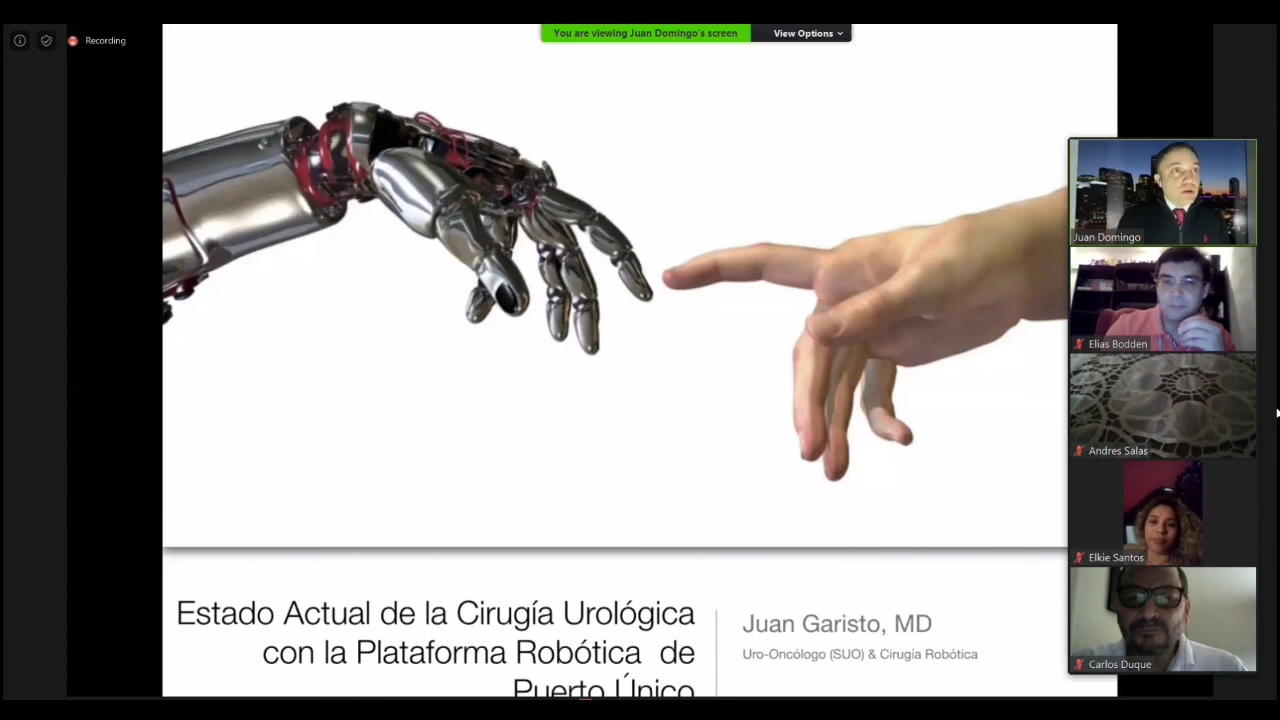 Recording
You are viewing Juan Domingo's screen
View Options
Juan Domingo
Elias Bodden
Andres Salas
Elkie Santos
Carlos Duque
Estado Actual de la Cirugía Urológica
con la Plataforma Robótica de
Puerto Único
Juan Garisto, MD
Uro-Oncólogo (SUO) & Cirugía Robótica